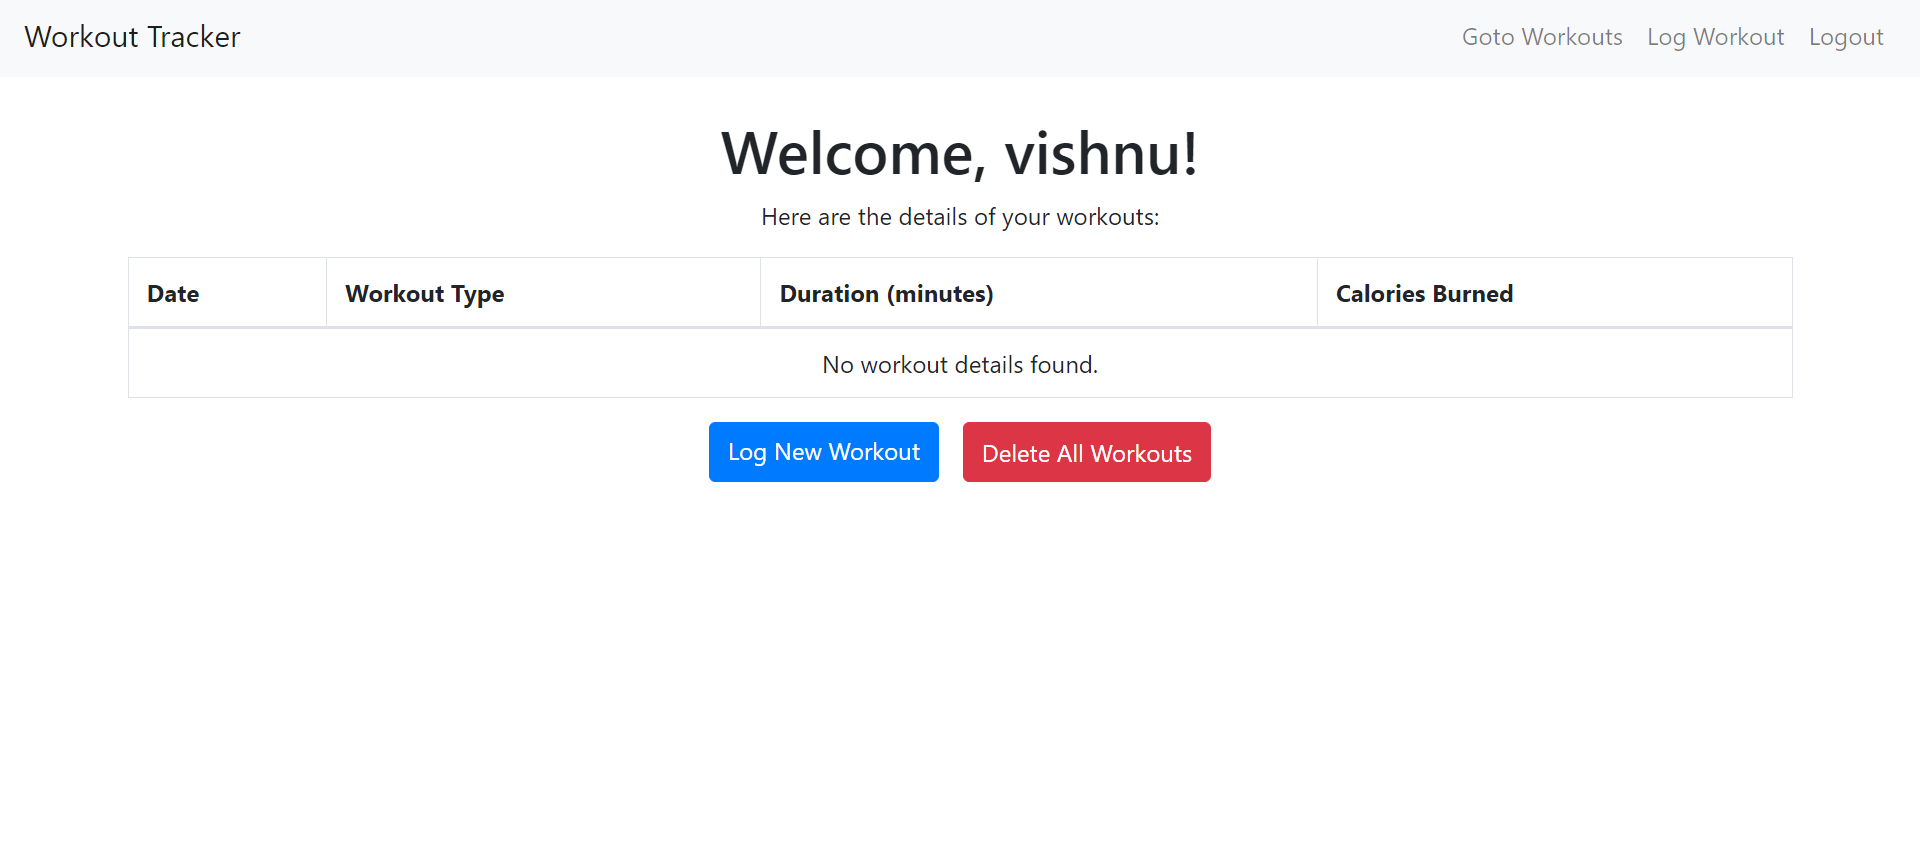 Workout Tracker Goto Workouts Log Workout Logout
Welcome, vishnu!
Here are the details of your workouts:
Date Workout Type Duration (minutes) Calories Burned
No workout details found.
Log New Workout Delete All Workouts